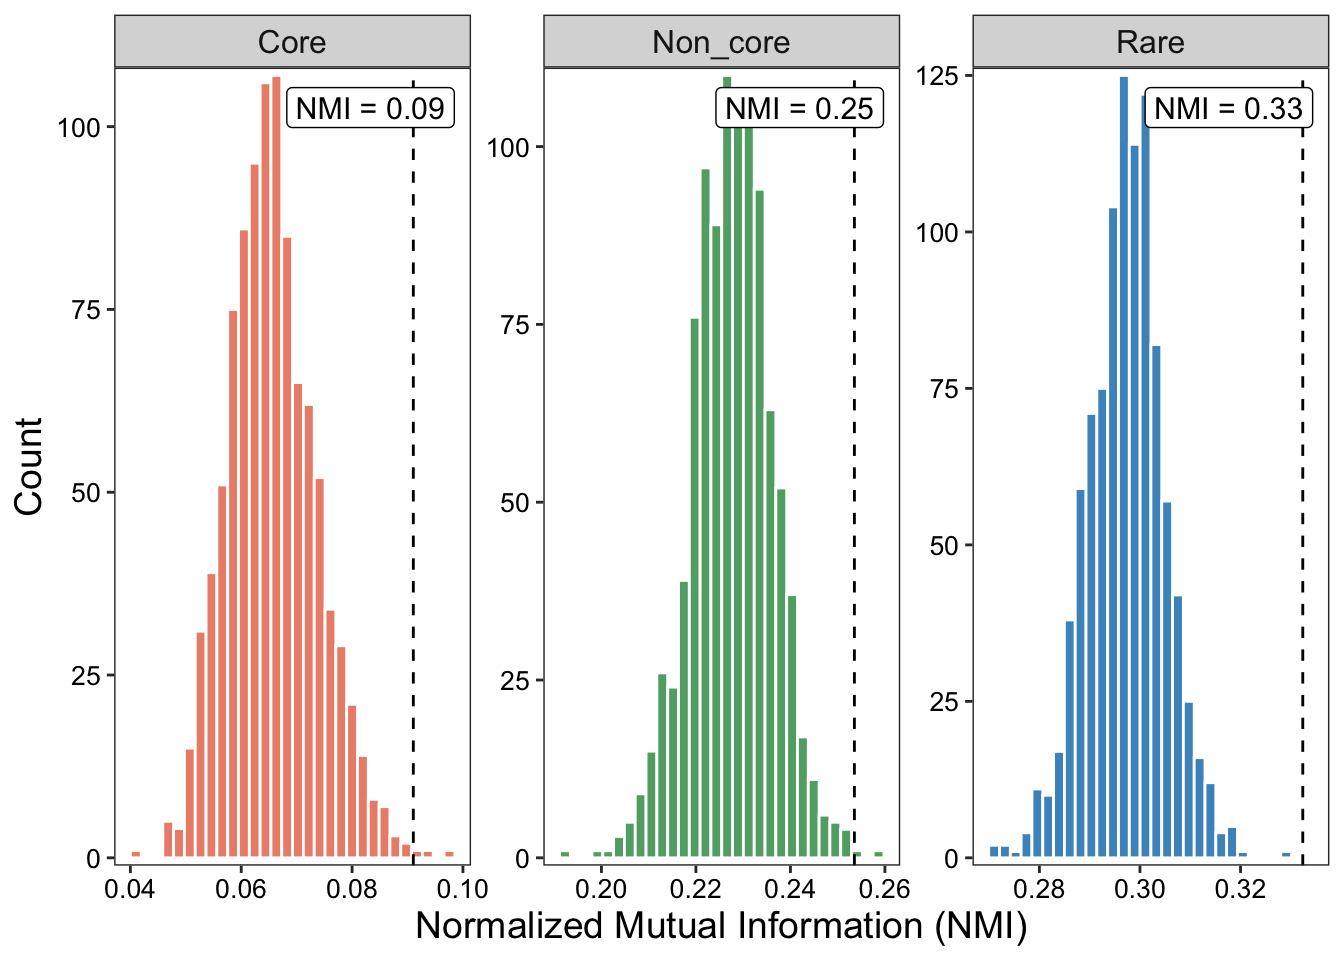 Core
Non_core
Rare
NMI = 0.09
NMI = 0.25
NMI = 0.33
Count
100
75
50
25
0
100
75
50
25
0
125
100
75
50
25
0
0.04 0.06 0.08 0.10
0.20 0.22 0.24 0.26
0.28 0.30 0.32
Normalized Mutual Information (NMI)